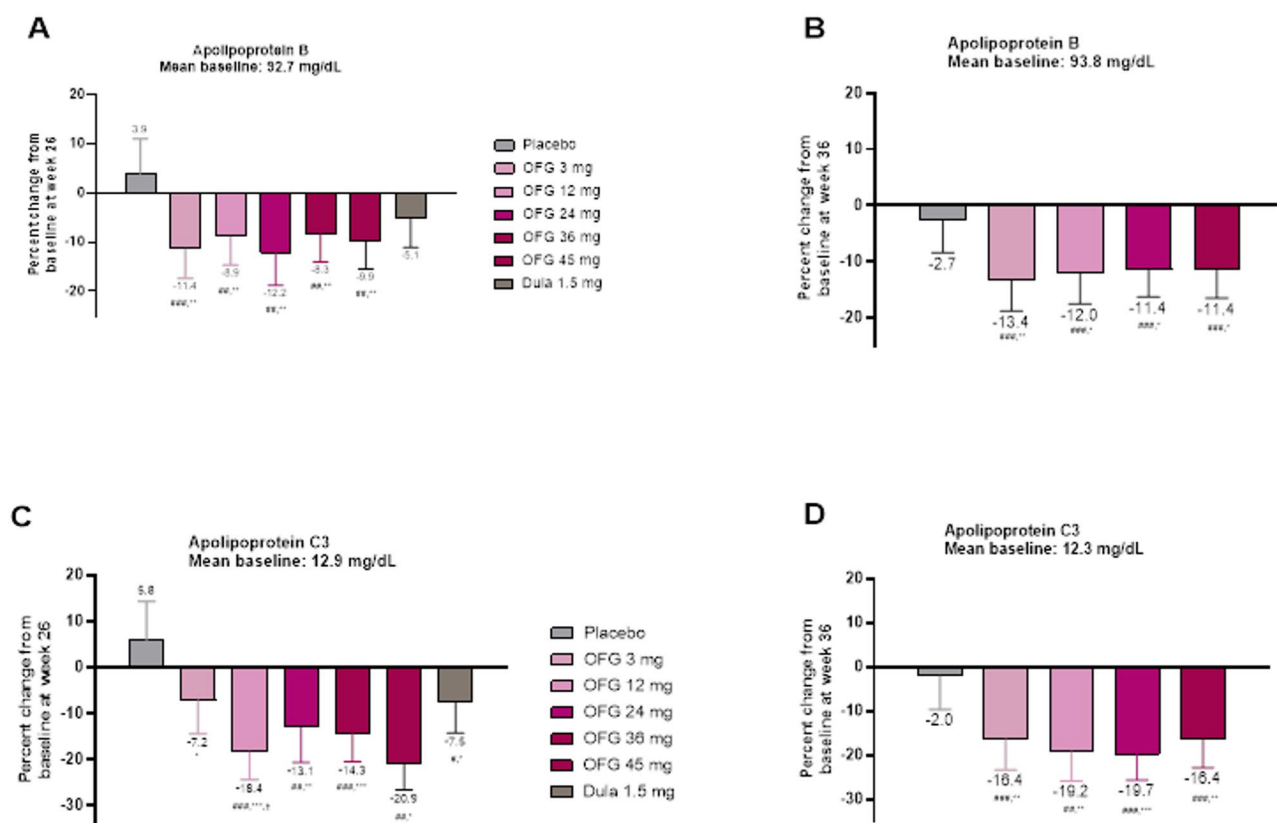 A
Apolipoprotein B
Mean baseline: 92.7 mg/dL
Percent change from
baseline at week 26
20
10
0
-10
-20
3.9
-11.4
###,**
-8.9
##,**
-12.2
##,**
-8.3
##,**
-9.9
##,**
-5.1
Placebo
OFG 3 mg
OFG 12 mg
OFG 24 mg
OFG 36 mg
OFG 45 mg
Dula 1.5 mg
B
Apolipoprotein B
Mean baseline: 93.8 mg/dL
Percent change from
baseline at week 36
20
10
0
-10
-20
-2.7
-13.4
###,**
-12.0
###,*
-11.4
###,*
-11.4
###,*
C
Apolipoprotein C3
Mean baseline: 12.9 mg/dL
Percent change from
baseline at week 26
20
10
0
-10
-20
-30
-7.2
*
-18.4
###,***,†
-13.1
##,**
-14.3
###,***
-20.9
##,*
#,*
Placebo
OFG 3 mg
OFG 12 mg
OFG 24 mg
OFG 36 mg
OFG 45 mg
Dula 1.5 mg
D
Apolipoprotein C3
Mean baseline: 12.3 mg/dL
Percent change from
baseline at week 36
20
10
0
-10
-20
-30
-2.0
-16.4
###,**
-19.2
##,**
-19.7
###,***
-16.4
###,**